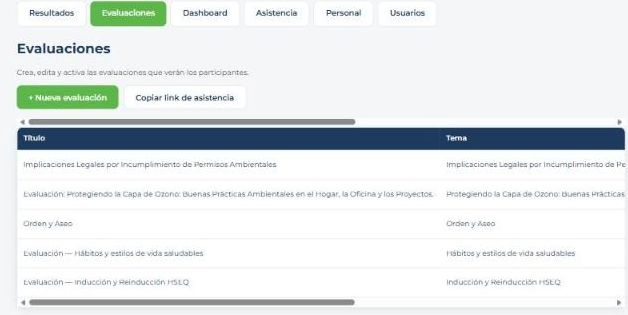 Resultados Evaluaciones Dashboard Asistencia Personal Usuarios
Evaluaciones
Crea, edita y activa las evaluaciones que verán los participantes.
+ Nueva evaluación Copiar link de asistencia
Título Tema
Implicaciones Legales por Incumplimiento de Permisos Ambientales Implicaciones Legales por Incumplimiento de Pe
Evaluación: Protegiendo la Capa de Ozono: Buenas Prácticas Ambientales en el Hogar, la Oficina y los Proyectos. Protegiendo la Capa de Ozono: Buenas Prácticas
Orden y Aseo Orden y Aseo
Evaluación — Hábitos y estilos de vida saludables Hábitos y estilos de vida saludables
Evaluación — Inducción y Reinducción HSEQ Inducción y Reinducción HSEQ